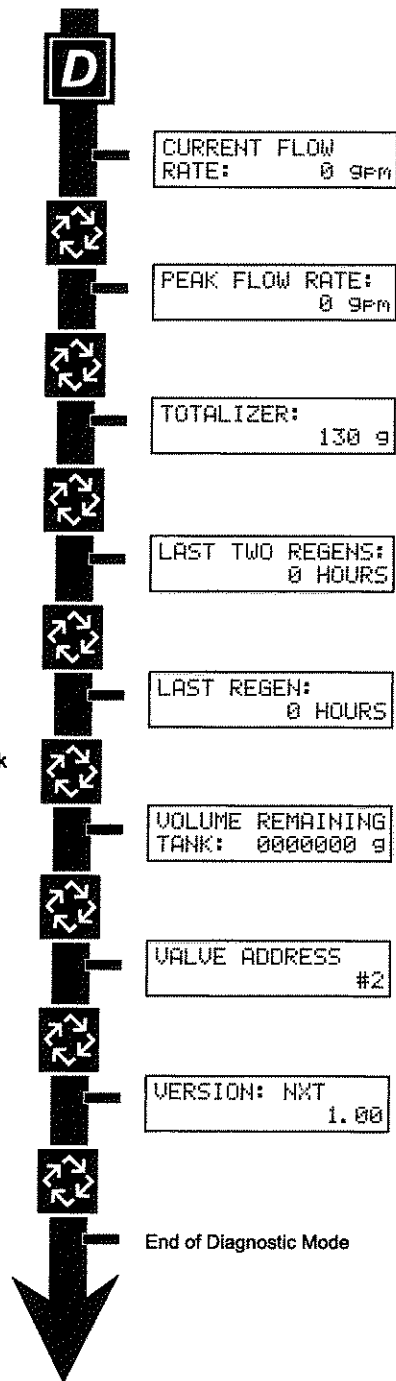 D
CURRENT FLOW
RATE: 0 gpm
PEAK FLOW RATE:
0 gpm
TOTALIZER:
130 g
LAST TWO REGENS:
0 HOURS
LAST REGEN:
0 HOURS
k
VOLUME REMAINING
TANK: 0000000 g
VALVE ADDRESS
#2
VERSION: NXT
1.00
End of Diagnostic Mode